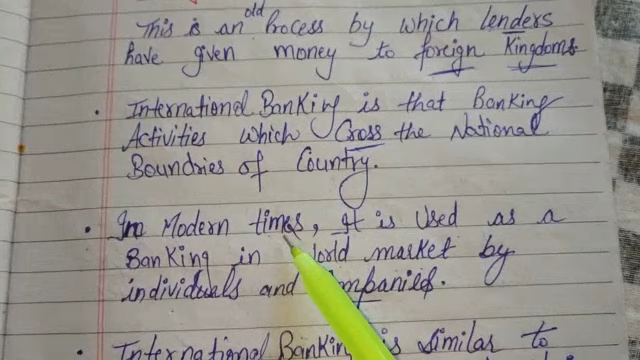 This is an old Process by which lenders
have given money to foreign Kingdoms
• International Banking is that Banking
Activities which Cross the National
Boundries of Country.
• In Modern times, It is Used as a
Banking in World market by
individuals and Companies.
• International Banking is similar to